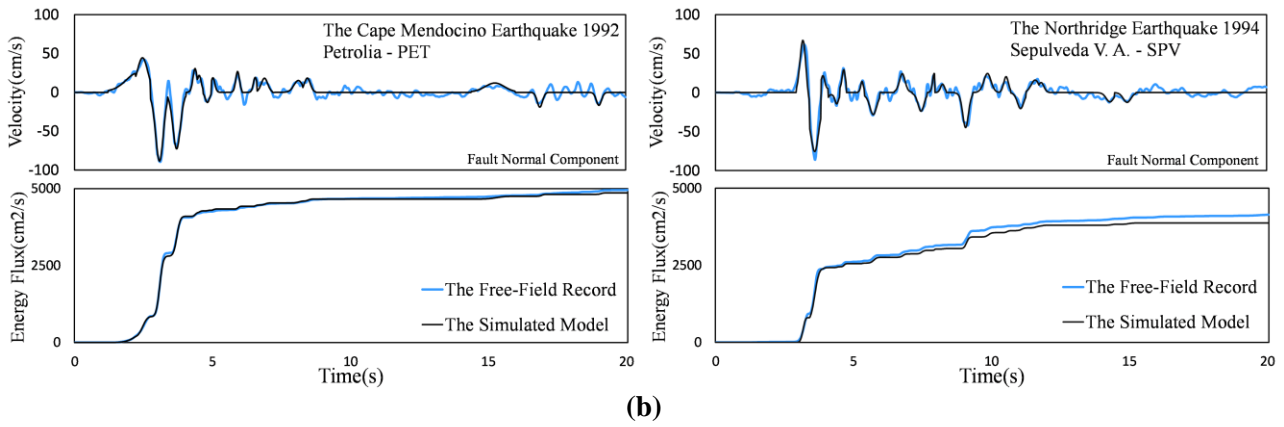 100
50
0
-50
-100
Velocity(cm/s)
The Cape Mendocino Earthquake 1992
Petrolia - PET
Fault Normal Component
5000
2500
0
Energy Flux(cm2/s)
The Free-Field Record
The Simulated Model
0 5 10 15 20
Time(s)
100
50
0
-50
-100
Velocity(cm/s)
The Northridge Earthquake 1994
Sepulveda V. A. - SPV
Fault Normal Component
5000
2500
0
Energy Flux(cm2/s)
The Free-Field Record
The Simulated Model
0 5 10 15 20
Time(s)
(b)